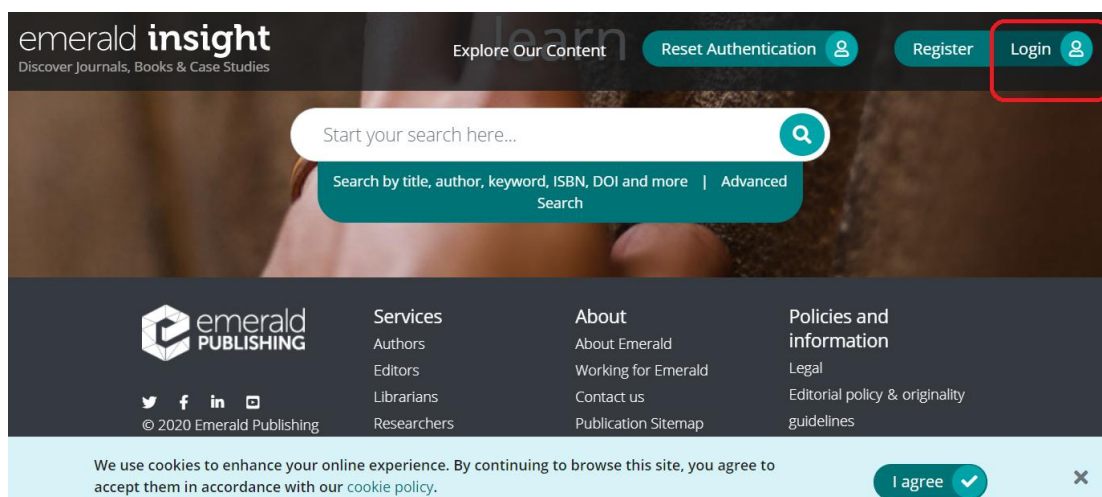 emerald insight
Discover Journals, Books & Case Studies
learn
Explore Our Content
Reset Authentication
Register
Login
Start your search here...
Search by title, author, keyword, ISBN, DOI and more | Advanced
Search
emerald
PUBLISHING
© 2020 Emerald Publishing
Services
Authors
Editors
Librarians
Researchers
About
About Emerald
Working for Emerald
Contact us
Publication Sitemap
Policies and
information
Legal
Editorial policy & originality
guidelines
We use cookies to enhance your online experience. By continuing to browse this site, you agree to
accept them in accordance with our cookie policy.
I agree